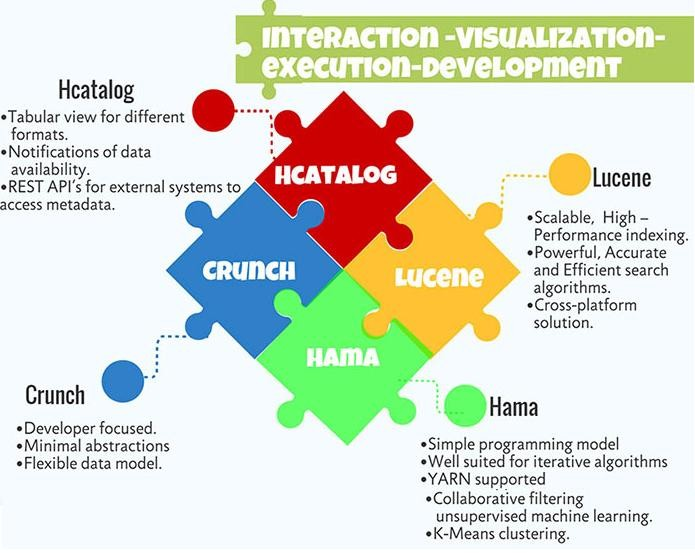 INTERACTION -VISUALIZATION-
EXECUTION-DEVELOPMENT
Hcatalog
•Tabular view for different
formats.
•Notifications of data
availability.
•REST API's for external systems to
access metadata.
HCATALOG
CRUNCH
LUCENE
HAMA
Lucene
•Scalable, High –
Performance indexing.
•Powerful, Accurate
and Efficient search
algorithms.
•Cross-platform
solution.
Crunch
•Developer focused.
•Minimal abstractions
•Flexible data model.
Hama
•Simple programming model
•Well suited for iterative algorithms
•YARN supported
•Collaborative filtering
unsupervised machine learning.
•K-Means clustering.